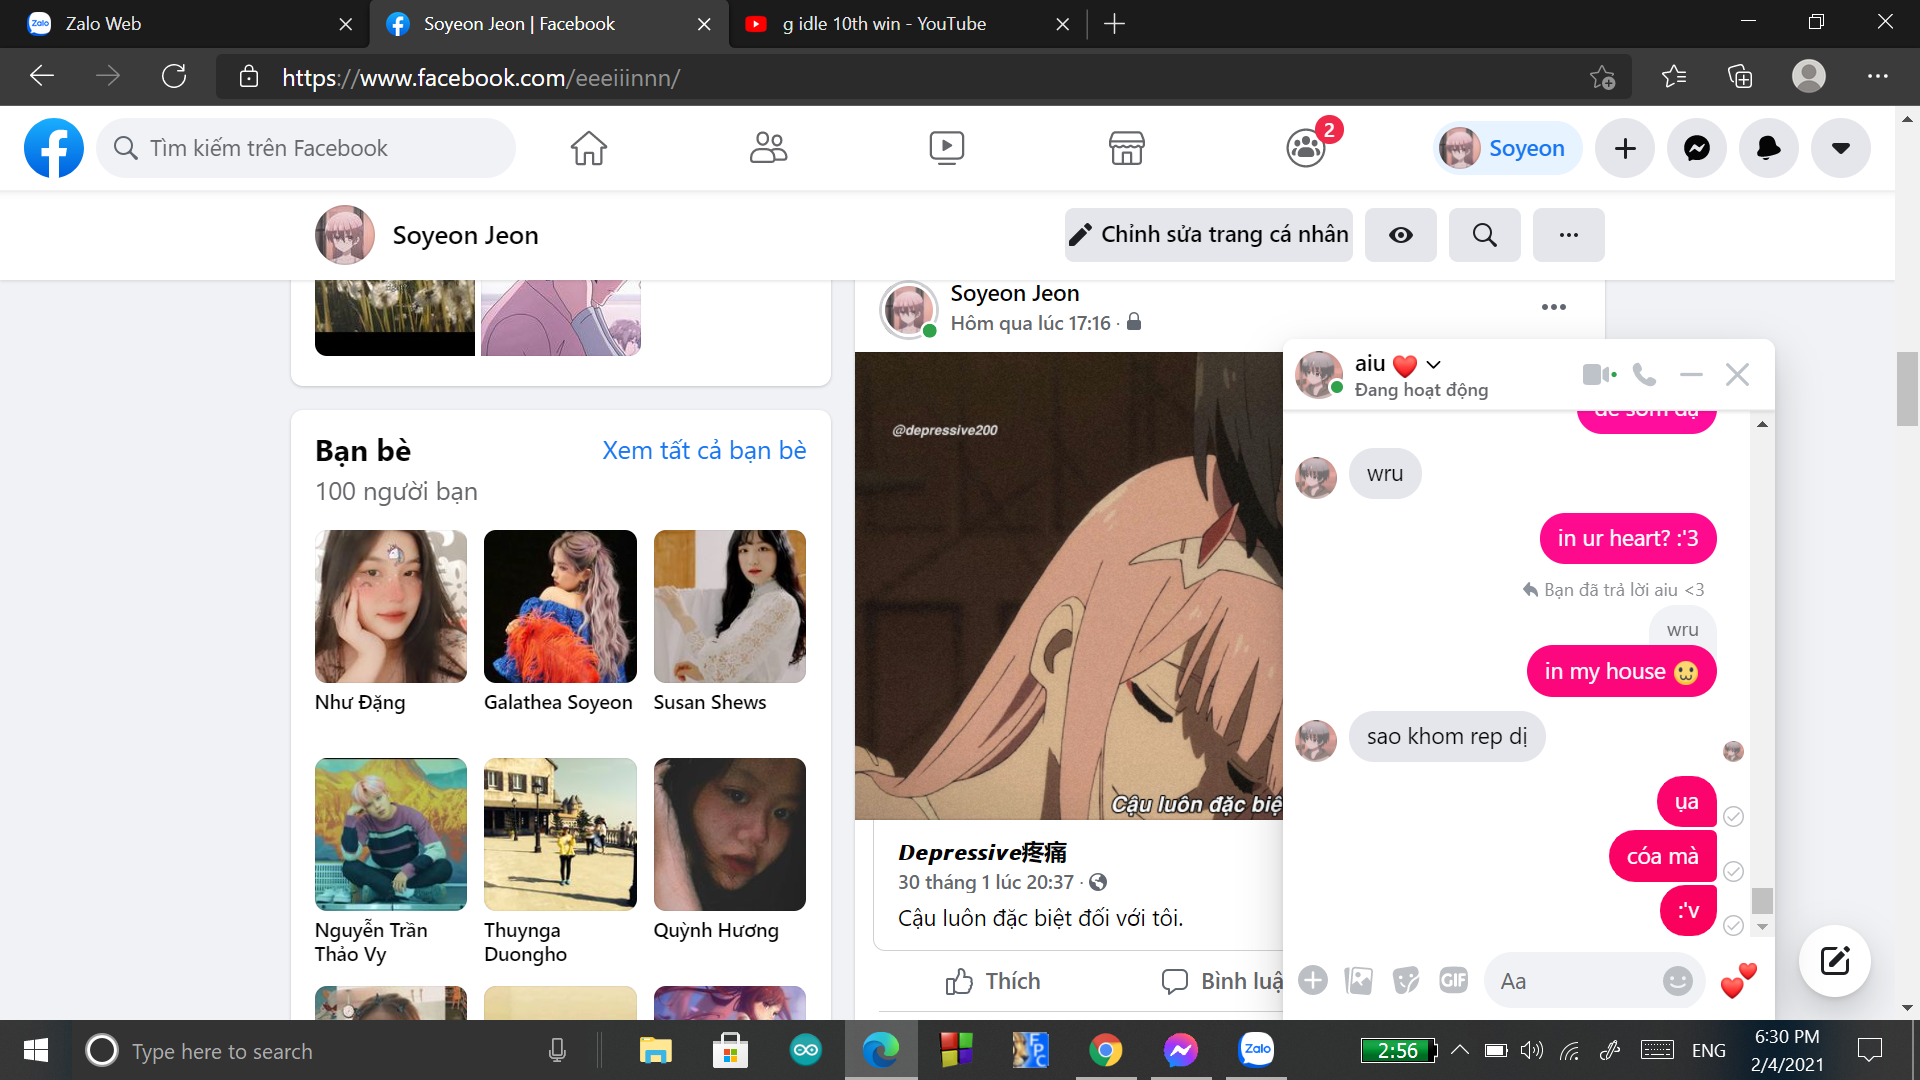 Zalo Web
Soyeon Jeon | Facebook
g idle 10th win - YouTube
https://www.facebook.com/eeeiiinnn/
Tìm kiếm trên Facebook
2
Soyeon
Soyeon Jeon
Chỉnh sửa trang cá nhân
Bạn bè
Xem tất cả bạn bè
100 người bạn
Như Đặng
Galathea Soyeon
Susan Shews
Nguyễn Trần Thảo Vy
Thuynga Duongho
Quỳnh Hương
Soyeon Jeon
Hôm qua lúc 17:16 ·
@depressive200
Cậu luôn đặc biệ
Depressive疼痛
30 tháng 1 lúc 20:37 ·
Cậu luôn đặc biệt đối với tôi.
Thích
Bình luậ
aiu ❤️
Đang hoạt động
wru
in ur heart? :'3
Bạn đã trả lời aiu <3
wru
in my house
sao khom rep dị
ụa
cóa mà
:'v
GIF
Aa
Type here to search
Zalo
2:56
ENG
6:30 PM
2/4/2021